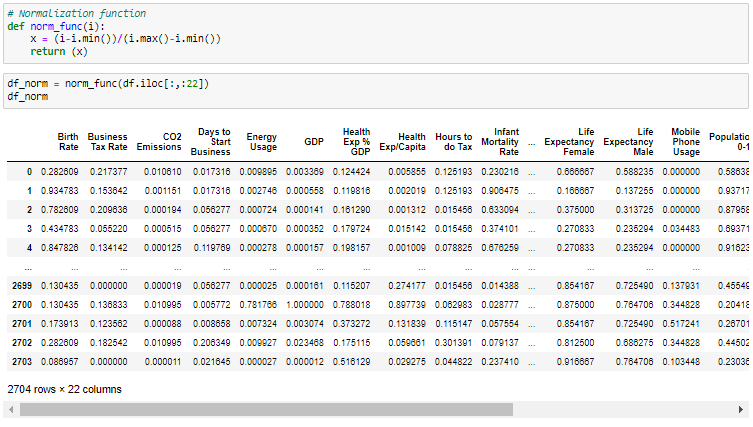 # Normalization function
def norm_func(i):
x = (i-i.min())/(i.max()-i.min())
return (x)
df_norm = norm_func(df.iloc[:,:22])
df_norm
Birth Rate Business Tax Rate CO2 Emissions Days to Start Business Energy Usage GDP Health Exp % GDP Health Exp/Capita Hours to do Tax Infant Mortality Rate ... Life Expectancy Female Life Expectancy Male Mobile Phone Usage Populatio 0-1
0 0.282609 0.217377 0.010610 0.017316 0.009895 0.003369 0.124424 0.005855 0.125193 0.230216 ... 0.666667 0.588235 0.000000 0.58638
1 0.934783 0.153642 0.001151 0.017316 0.002746 0.000558 0.119816 0.002019 0.125193 0.906475 ... 0.166667 0.137255 0.000000 0.93717
2 0.782609 0.209636 0.000194 0.056277 0.000724 0.000141 0.161290 0.001312 0.015456 0.633094 ... 0.375000 0.313725 0.000000 0.87958
3 0.434783 0.055220 0.000515 0.056277 0.000670 0.000352 0.179724 0.015142 0.015456 0.374101 ... 0.270833 0.235294 0.034483 0.69371
4 0.847826 0.134142 0.000125 0.119769 0.000278 0.000157 0.198157 0.001009 0.078825 0.676259 ... 0.270833 0.235294 0.000000 0.91623
... ... ... ... ... ... ... ... ... ... ... ... ... ... ... ...
2699 0.130435 0.000000 0.000019 0.056277 0.000025 0.000161 0.115207 0.274177 0.015456 0.014388 ... 0.854167 0.725490 0.137931 0.45549
2700 0.130435 0.136833 0.010995 0.005772 0.781766 1.000000 0.788018 0.897739 0.062983 0.028777 ... 0.875000 0.764706 0.344828 0.20418
2701 0.173913 0.123562 0.000088 0.008658 0.007324 0.003074 0.373272 0.131839 0.115147 0.057554 ... 0.854167 0.725490 0.517241 0.26701
2702 0.282609 0.182542 0.010995 0.206349 0.009927 0.023468 0.175115 0.059661 0.301391 0.079137 ... 0.812500 0.686275 0.344828 0.44502
2703 0.086957 0.000000 0.000011 0.021645 0.000027 0.000012 0.516129 0.029275 0.044822 0.237410 ... 0.916667 0.764706 0.103448 0.23036
2704 rows × 22 columns